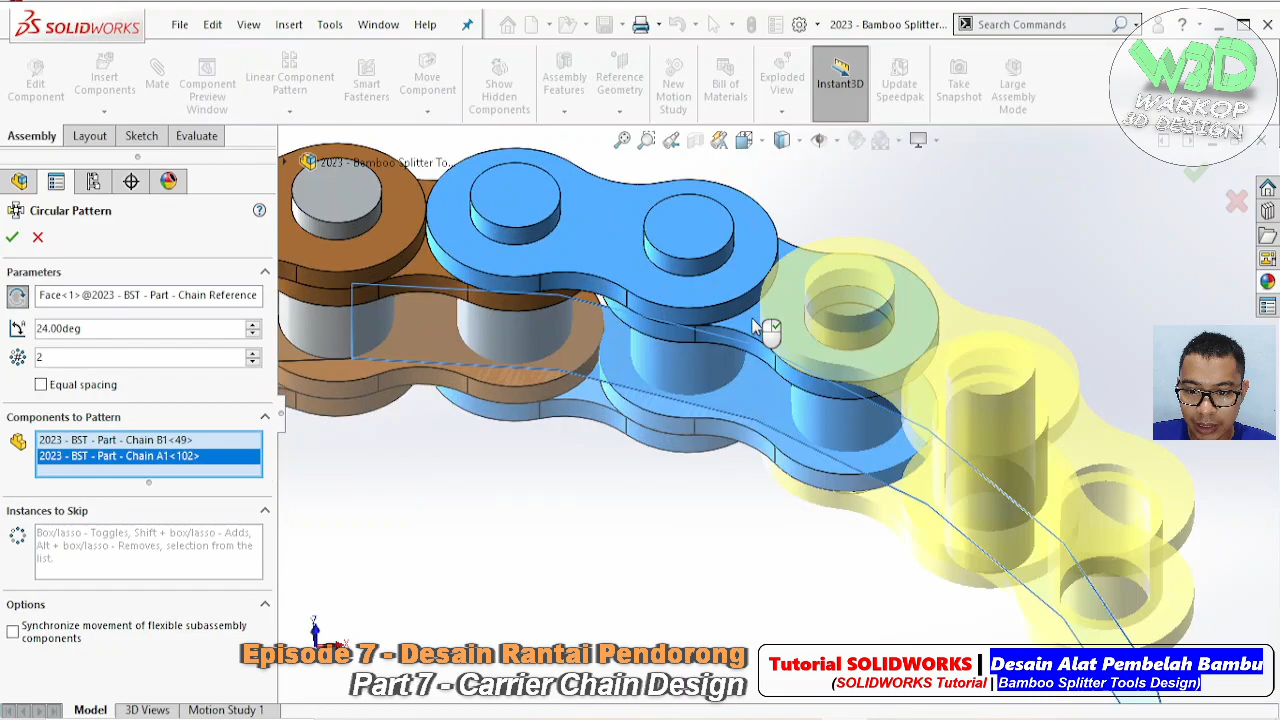 SOLIDWORKS
File Edit View Insert Tools Window Help
2023 - Bamboo Splitter...
Search Commands
Edit Component
Insert Components
Mate
Component Preview Window
Linear Component Pattern
Smart Fasteners
Move Component
Show Hidden Components
Assembly Features
Reference Geometry
New Motion Study
Bill of Materials
Exploded View
Instant3D
Update Speedpak
Take Snapshot
Large Assembly Mode
W3D
WARKOP
3D DESIGN
Assembly Layout Sketch Evaluate
2023 - Bamboo Splitter To...
Circular Pattern
Parameters
Face<1>@2023 - BST - Part - Chain Reference
24.00deg
2
Equal spacing
Components to Pattern
2023 - BST - Part - Chain B1<49>
2023 - BST - Part - Chain A1<102>
Instances to Skip
Box/lasso - Toggles, Shift + box/lasso - Adds,
Alt + box/lasso - Removes, selection from the
list.
Options
Synchronize movement of flexible subassembly
components
Episode 7 - Desain Rantai Pendorong
Part 7 - Carrier Chain Design
Tutorial SOLIDWORKS | Desain Alat Pembelah Bambu
(SOLIDWORKS Tutorial | Bamboo Splitter Tools Design)
Model 3D Views Motion Study 1